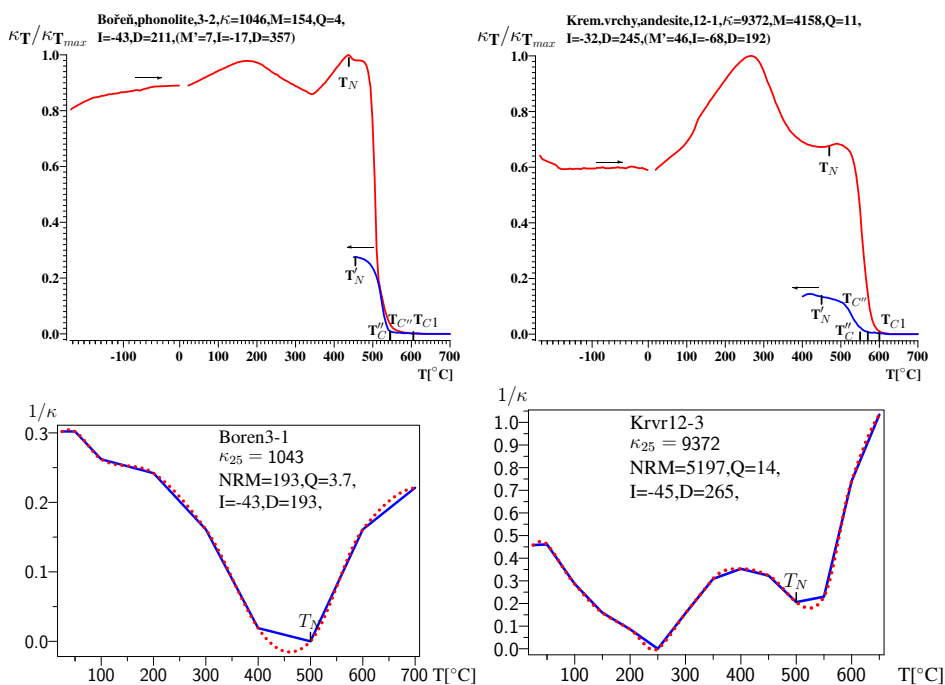 Bořeň,phonolite,3-2,κ=1046,M=154,Q=4,
I=-43,D=211,(M'=7,I=-17,D=357)
κT/κTmax
1.0
0.8
0.6
0.4
0.2
0.0
TN
T'N
T''C
TC''
TC1
-100 0 100 200 300 400 500 600 700
T[°C]
Krem.vrchy,andesite,12-1,κ=9372,M=4158,Q=11,
I=-32,D=245,(M'=46,I=-68,D=192)
κT/κTmax
1.0
0.8
0.6
0.4
0.2
0.0
TN
T'N
TC''
T''C
TC1
-100 0 100 200 300 400 500 600 700
T[°C]
1/κ
Boren3-1
κ25 = 1043
NRM=193,Q=3.7,
I=-43,D=193,
0.3
0.2
0.1
0.0
TN
100 200 300 400 500 600 700
T[°C]
1/κ
Krvr12-3
κ25 = 9372
NRM=5197,Q=14,
I=-45,D=265,
1.0
0.9
0.8
0.7
0.6
0.5
0.4
0.3
0.2
0.1
0.0
TN
100 200 300 400 500 600
T[°C]